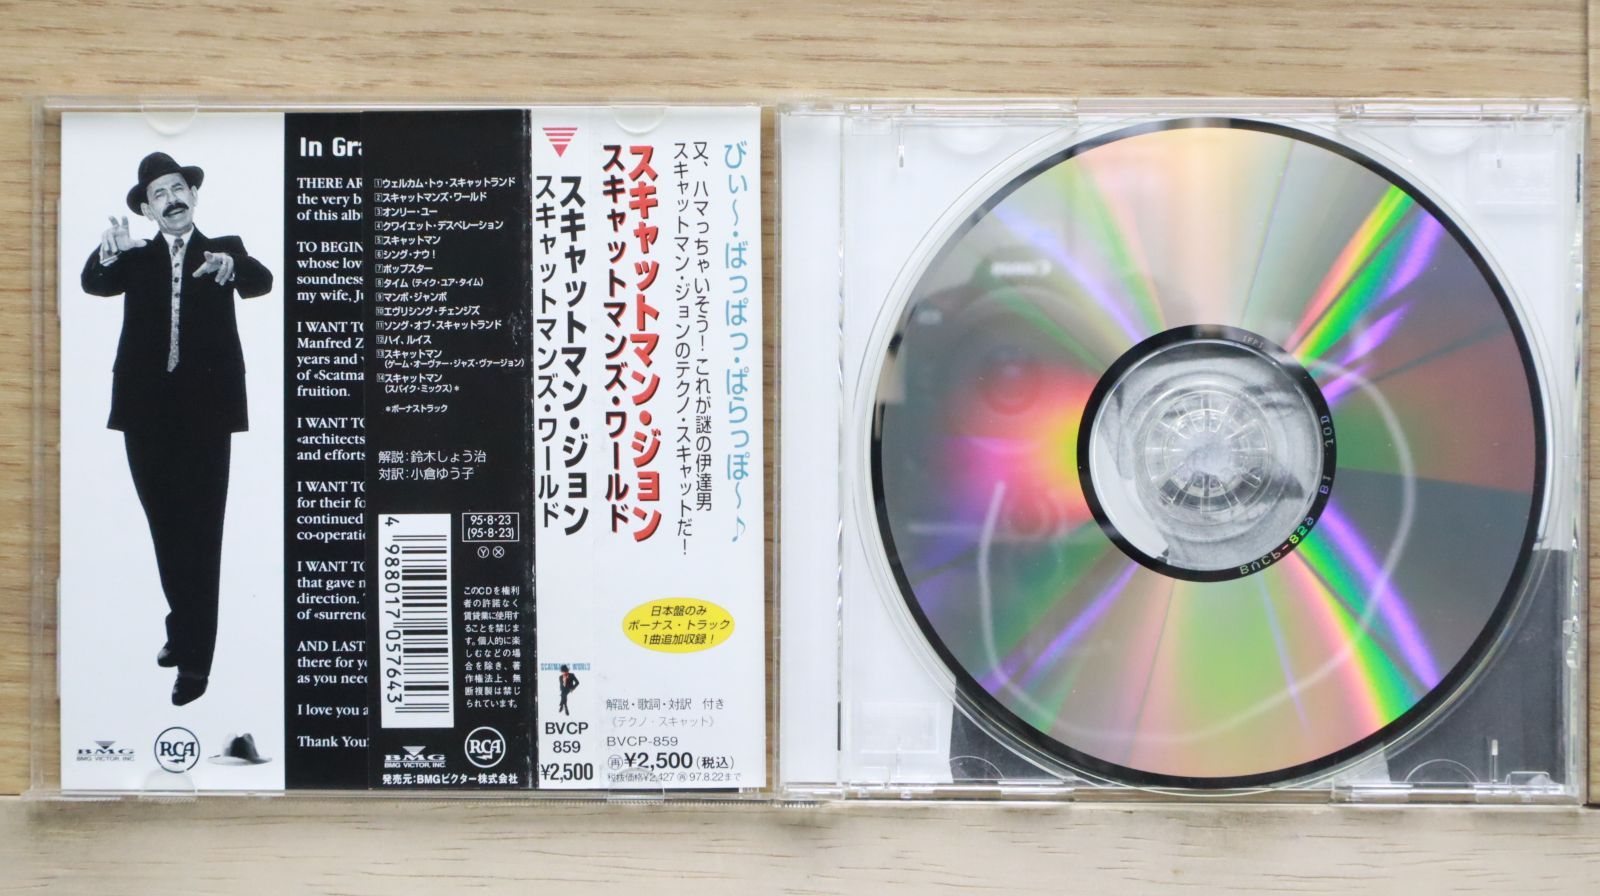 In Gra
THERE AR
the very b
of this alb
TO BEGIN
whose lov
soundness
my wife, Ju
I WANT TO
Manfred Z
years and v
of «Scatma
fruition.
I WANT TO
«architects
and efforts
I WANT TO
for their fo
continued
co-operatio
I WANT TO
that gave m
direction.
of «surrend
AND LAST
there for yo
as you need
I love you a
Thank You
BMG
BMG VICTOR, INC.
RCA
1ウェルカム・トゥ・スキャットランド
2スキャットマンズ・ワールド
3オンリー・ユー
4クワイエット・デスペレーション
5スキャットマン
6シング・ナウ!
7ポップスター
8タイム(テイク・ユア・タイム)
9マンボ・ジャンボ
10エヴリシング・チェンジズ
11ソング・オブ・スキャットランド
12ハイ、ルイス
13スキャットマン
(ゲーム・オーヴァー・ジャズ・ヴァージョン)
14スキャットマン
(スパイク・ミックス)*
*ボーナストラック
解説:鈴木しょう治
対訳:小倉ゆう子
4988017057643
95・8・23
(95・8・23)
Ⓨ Ⓧ
このCDを権利
者の許諾なく
賃貸業に使用す
ることを禁じま
す。個人的に楽
しむなどの場
合を除き、著
作権法上、無
断複製は禁じ
られています。
BMG
BMG VICTOR, INC.
RCA
発売元:BMGビクター株式会社
スキャットマン・ジョン
スキャットマンズ・ワールド
SCATMAN'S WORLD
BVCP
859
¥2,500
びぃ〜・ばっぱっ・ぱらっぽ〜♪
又、ハマっちゃいそう!これが謎の伊達男
スキャットマン・ジョンのテクノ・スキャットだ!
スキャットマン・ジョン
スキャットマンズ・ワールド
日本盤のみ
ボーナス・トラック
1曲追加収録!
解説・歌詞・対訳 付き
《テクノ・スキャット》
BVCP-859
再¥2,500(税込)
税抜価格¥2,427 再97.8.22まで
IFPI
BVCP-859